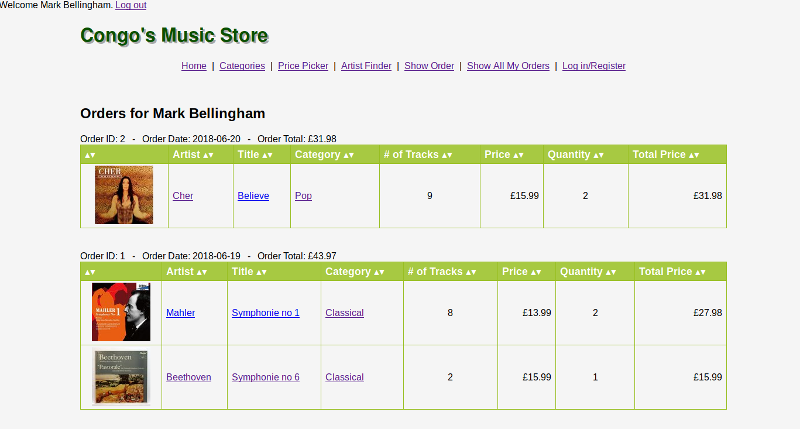 Welcome Mark Bellingham. Log out
Congo's Music Store
Home | Categories | Price Picker | Artist Finder | Show Order | Show All My Orders | Log in/Register
Orders for Mark Bellingham
Order ID: 2 - Order Date: 2018-06-20 - Order Total: £31.98
▲▼ Artist ▲▼ Title ▲▼ Category ▲▼ # of Tracks ▲▼ Price ▲▼ Quantity ▲▼ Total Price ▲▼
CHER
Cher Believe Pop 9 £15.99 2 £31.98
Order ID: 1 - Order Date: 2018-06-19 - Order Total: £43.97
▲▼ Artist ▲▼ Title ▲▼ Category ▲▼ # of Tracks ▲▼ Price ▲▼ Quantity ▲▼ Total Price ▲▼
MAHLER
Mahler Symphonie no 1 Classical 8 £13.99 2 £27.98
Beethoven
"Pastorale"
Beethoven Symphonie no 6 Classical 2 £15.99 1 £15.99